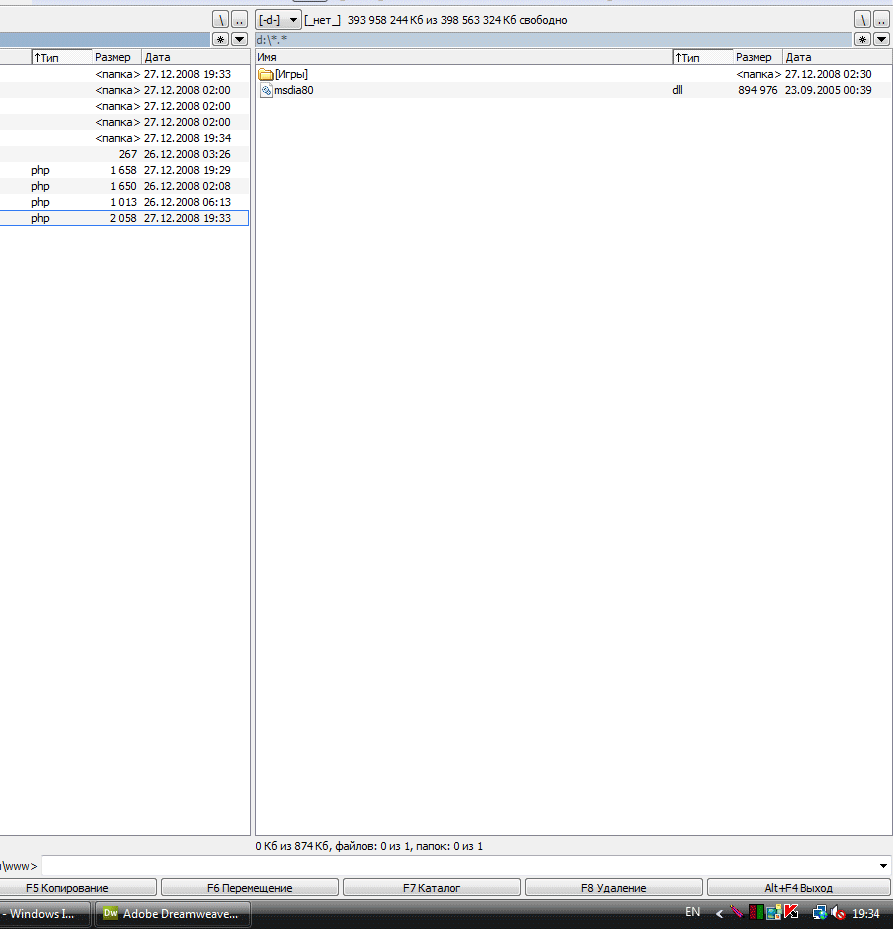 \ .. [-d-] [_нет_] 393 958 244 Кб из 398 563 324 Кб свободно \ ..
* d:\*.* *
↑Тип Размер Дата Имя ↑Тип Размер Дата
<папка> 27.12.2008 19:33 [Игры] <папка> 27.12.2008 02:30
<папка> 27.12.2008 02:00 msdia80 dll 894 976 23.09.2005 00:39
<папка> 27.12.2008 02:00
<папка> 27.12.2008 02:00
<папка> 27.12.2008 19:34
267 26.12.2008 03:26
php 1 658 27.12.2008 19:29
php 1 650 26.12.2008 02:08
php 1 013 26.12.2008 06:13
php 2 058 27.12.2008 19:33
0 Кб из 874 Кб, файлов: 0 из 1, папок: 0 из 1
\www>
F5 Копирование F6 Перемещение F7 Каталог F8 Удаление Alt+F4 Выход
- Windows I... Dw Adobe Dreamweave... EN < K 19:34